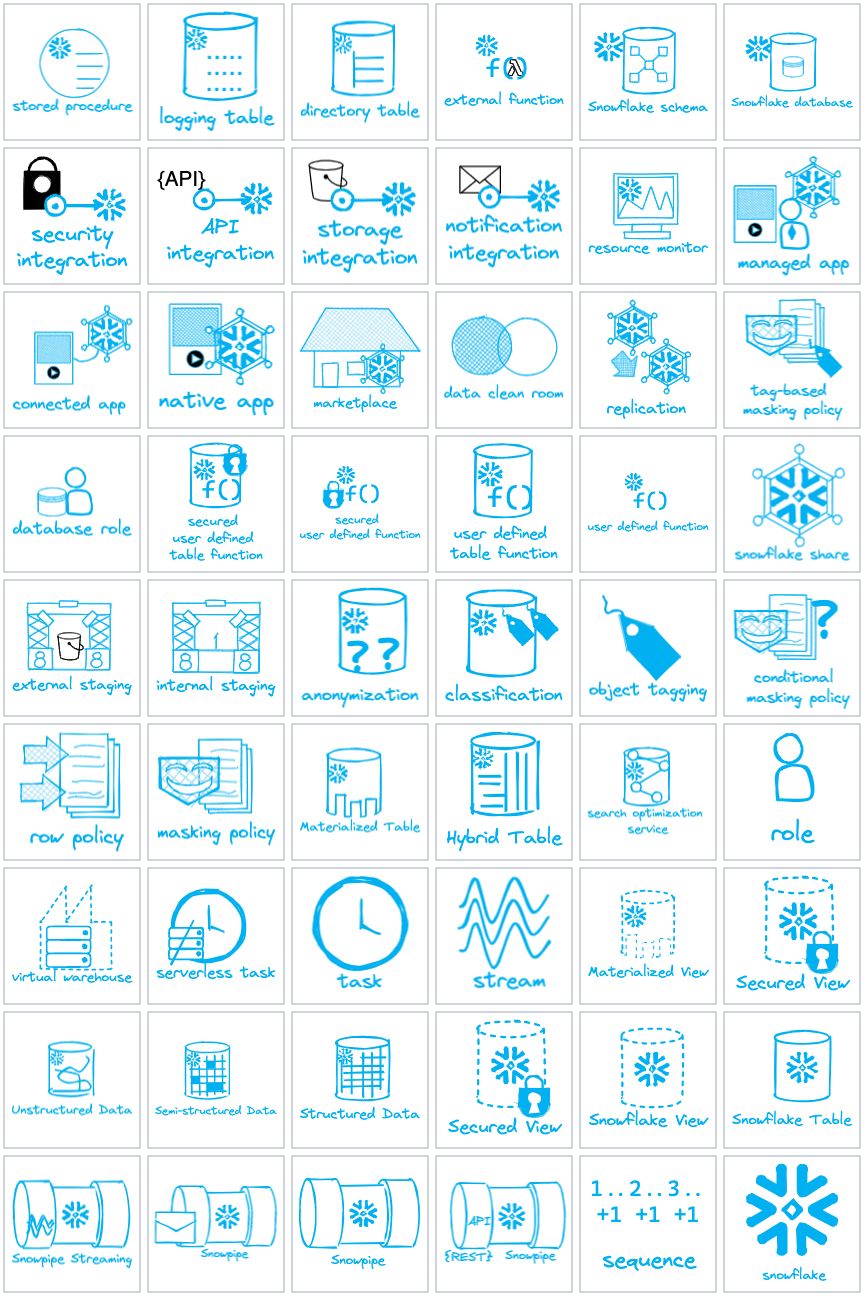 stored procedure
logging table
directory table
f(λ)
external function
Snowflake schema
Snowflake database
security
integration
{API}
API
integration
storage
integration
notification
integration
resource monitor
managed app
connected app
native app
marketplace
data clean room
replication
tag-based
masking policy
database role
f()
secured
user defined
table function
f()
secured
user defined function
f()
user defined
table function
f()
user defined function
snowflake share
external staging
internal staging
? ?
anonymization
classification
object tagging
?
conditional
masking policy
row policy
masking policy
Materialized Table
Hybrid Table
search optimization
service
role
virtual warehouse
serverless task
task
stream
Materialized View
Secured View
Unstructured Data
Semi-structured Data
Structured Data
Secured View
Snowflake View
Snowflake Table
Snowpipe Streaming
Snowpipe
Snowpipe
API
{REST} Snowpipe
1..2..3..
+1 +1 +1
sequence
snowflake